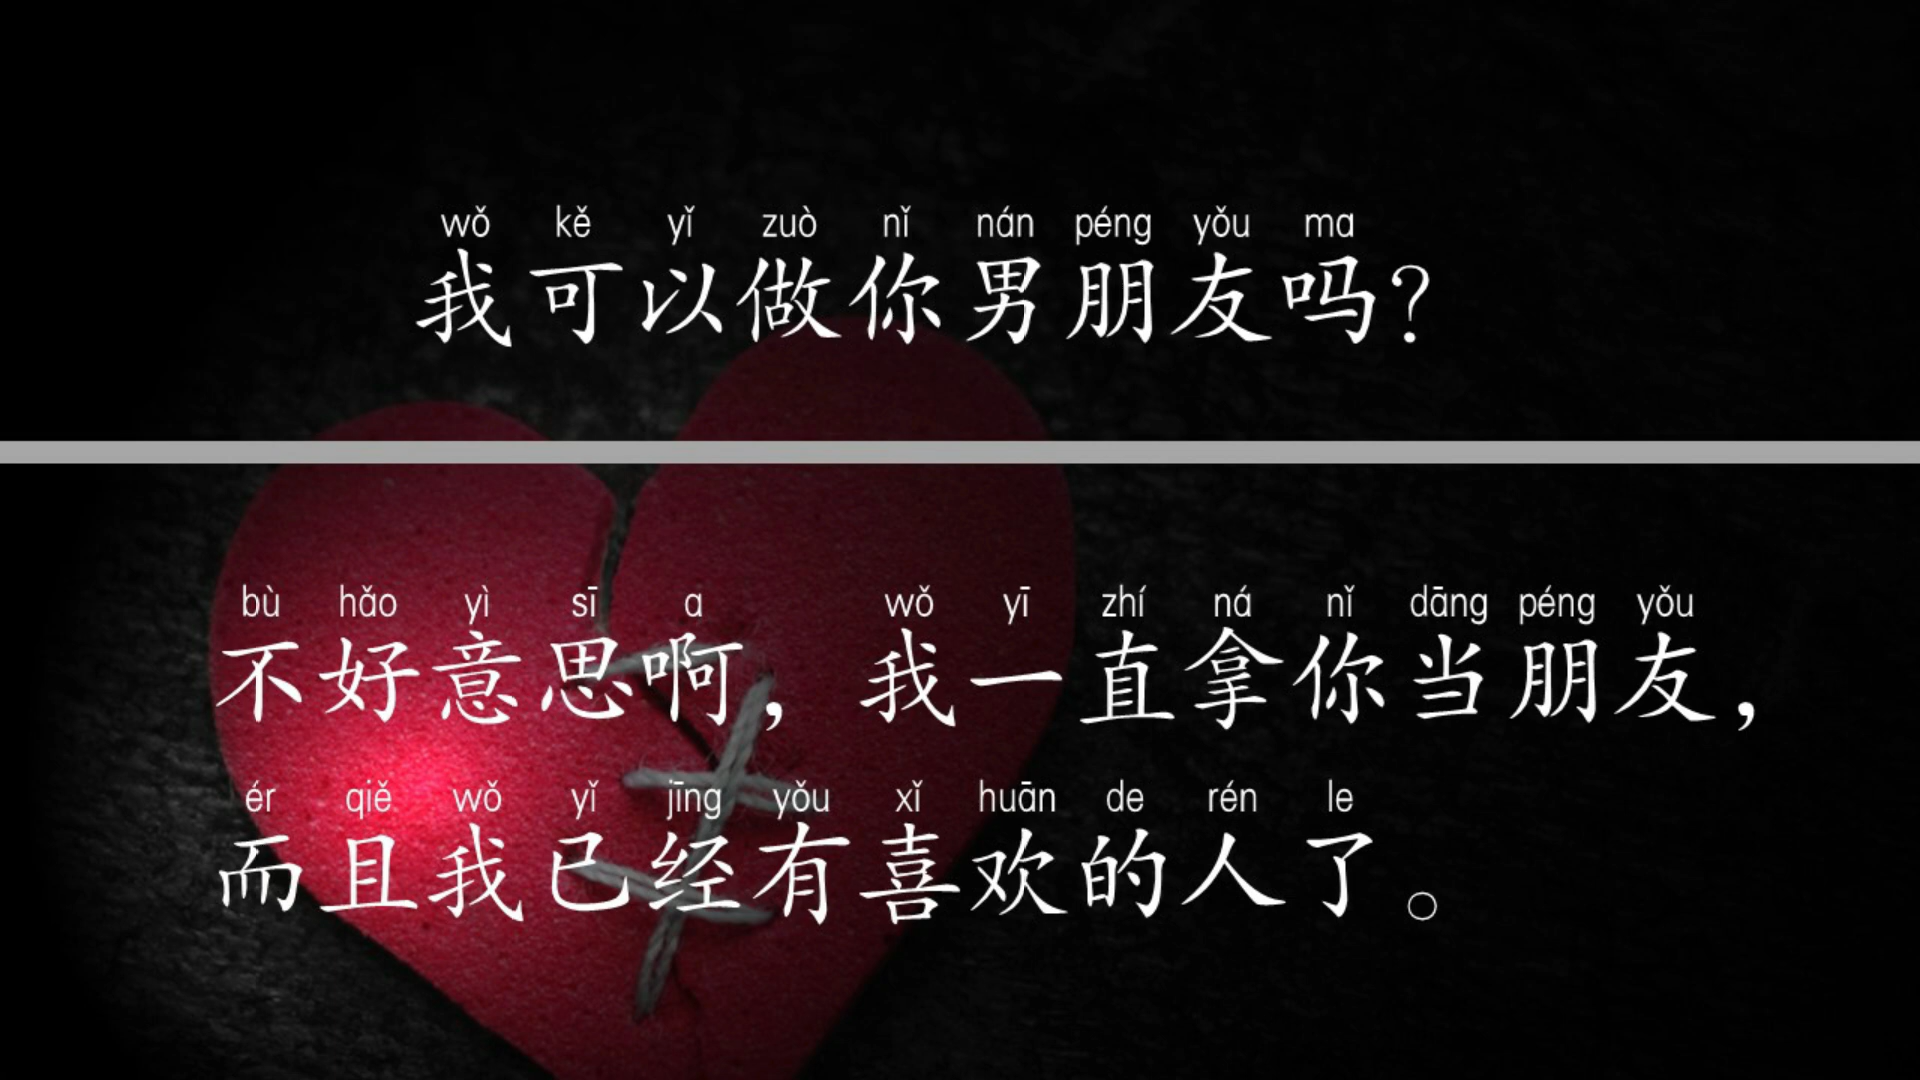 wǒ kě yǐ zuò nǐ nán péng yǒu ma
我可以做你男朋友吗？
bù hǎo yì sī a wǒ yī zhí ná nǐ dāng péng yǒu
不好意思啊，我一直拿你当朋友，
ér qiě wǒ yǐ jīng yǒu xǐ huān de rén le
而且我已经有喜欢的人了。